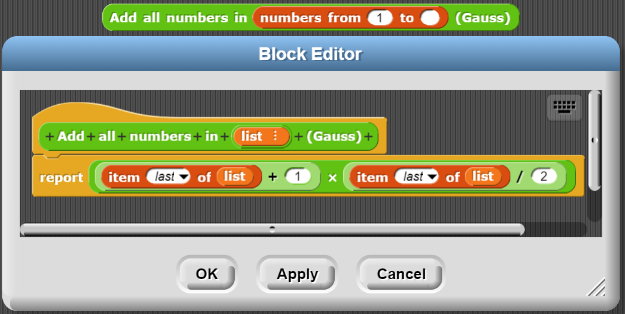 Add all numbers in numbers from 1 to (Gauss)
Block Editor
+ Add + all + numbers + in + list ⋮ + (Gauss) +
report item last ▾ of list + 1 × item last ▾ of list / 2
OK Apply Cancel